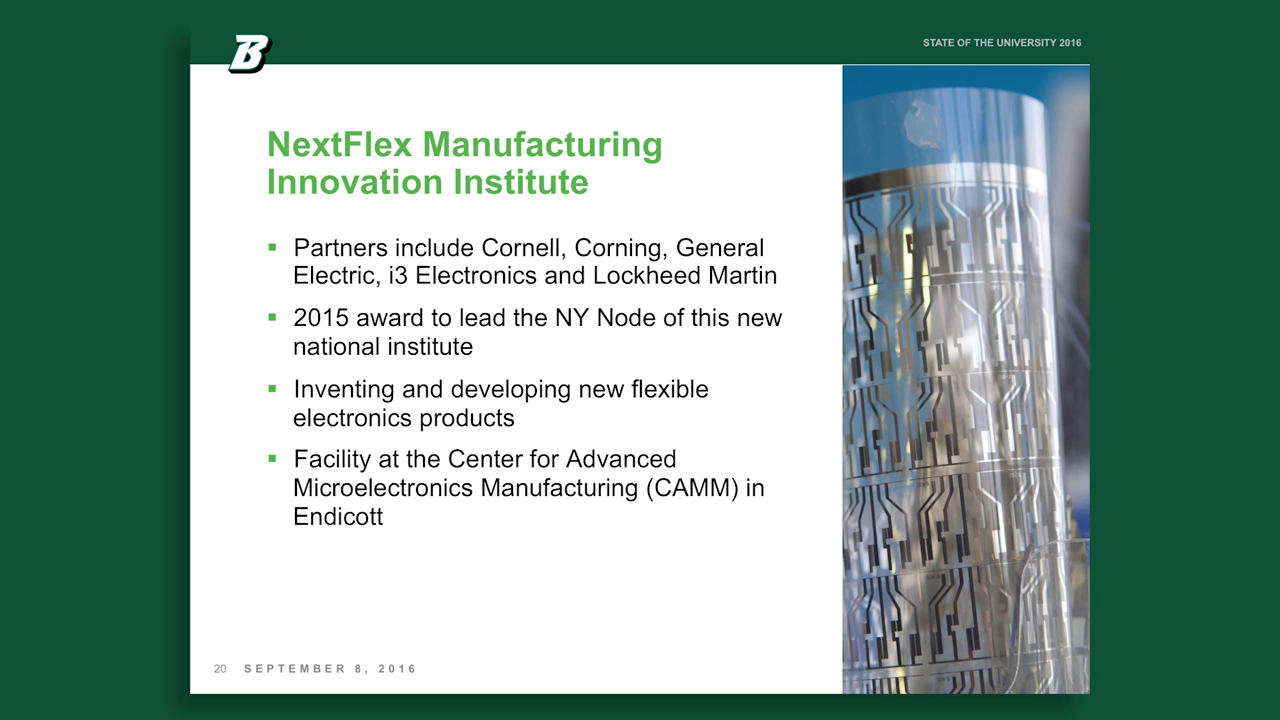 B
STATE OF THE UNIVERSITY 2016
NextFlex Manufacturing
Innovation Institute
▪ Partners include Cornell, Corning, General
Electric, i3 Electronics and Lockheed Martin
▪ 2015 award to lead the NY Node of this new
national institute
▪ Inventing and developing new flexible
electronics products
▪ Facility at the Center for Advanced
Microelectronics Manufacturing (CAMM) in
Endicott
20 SEPTEMBER 8, 2016